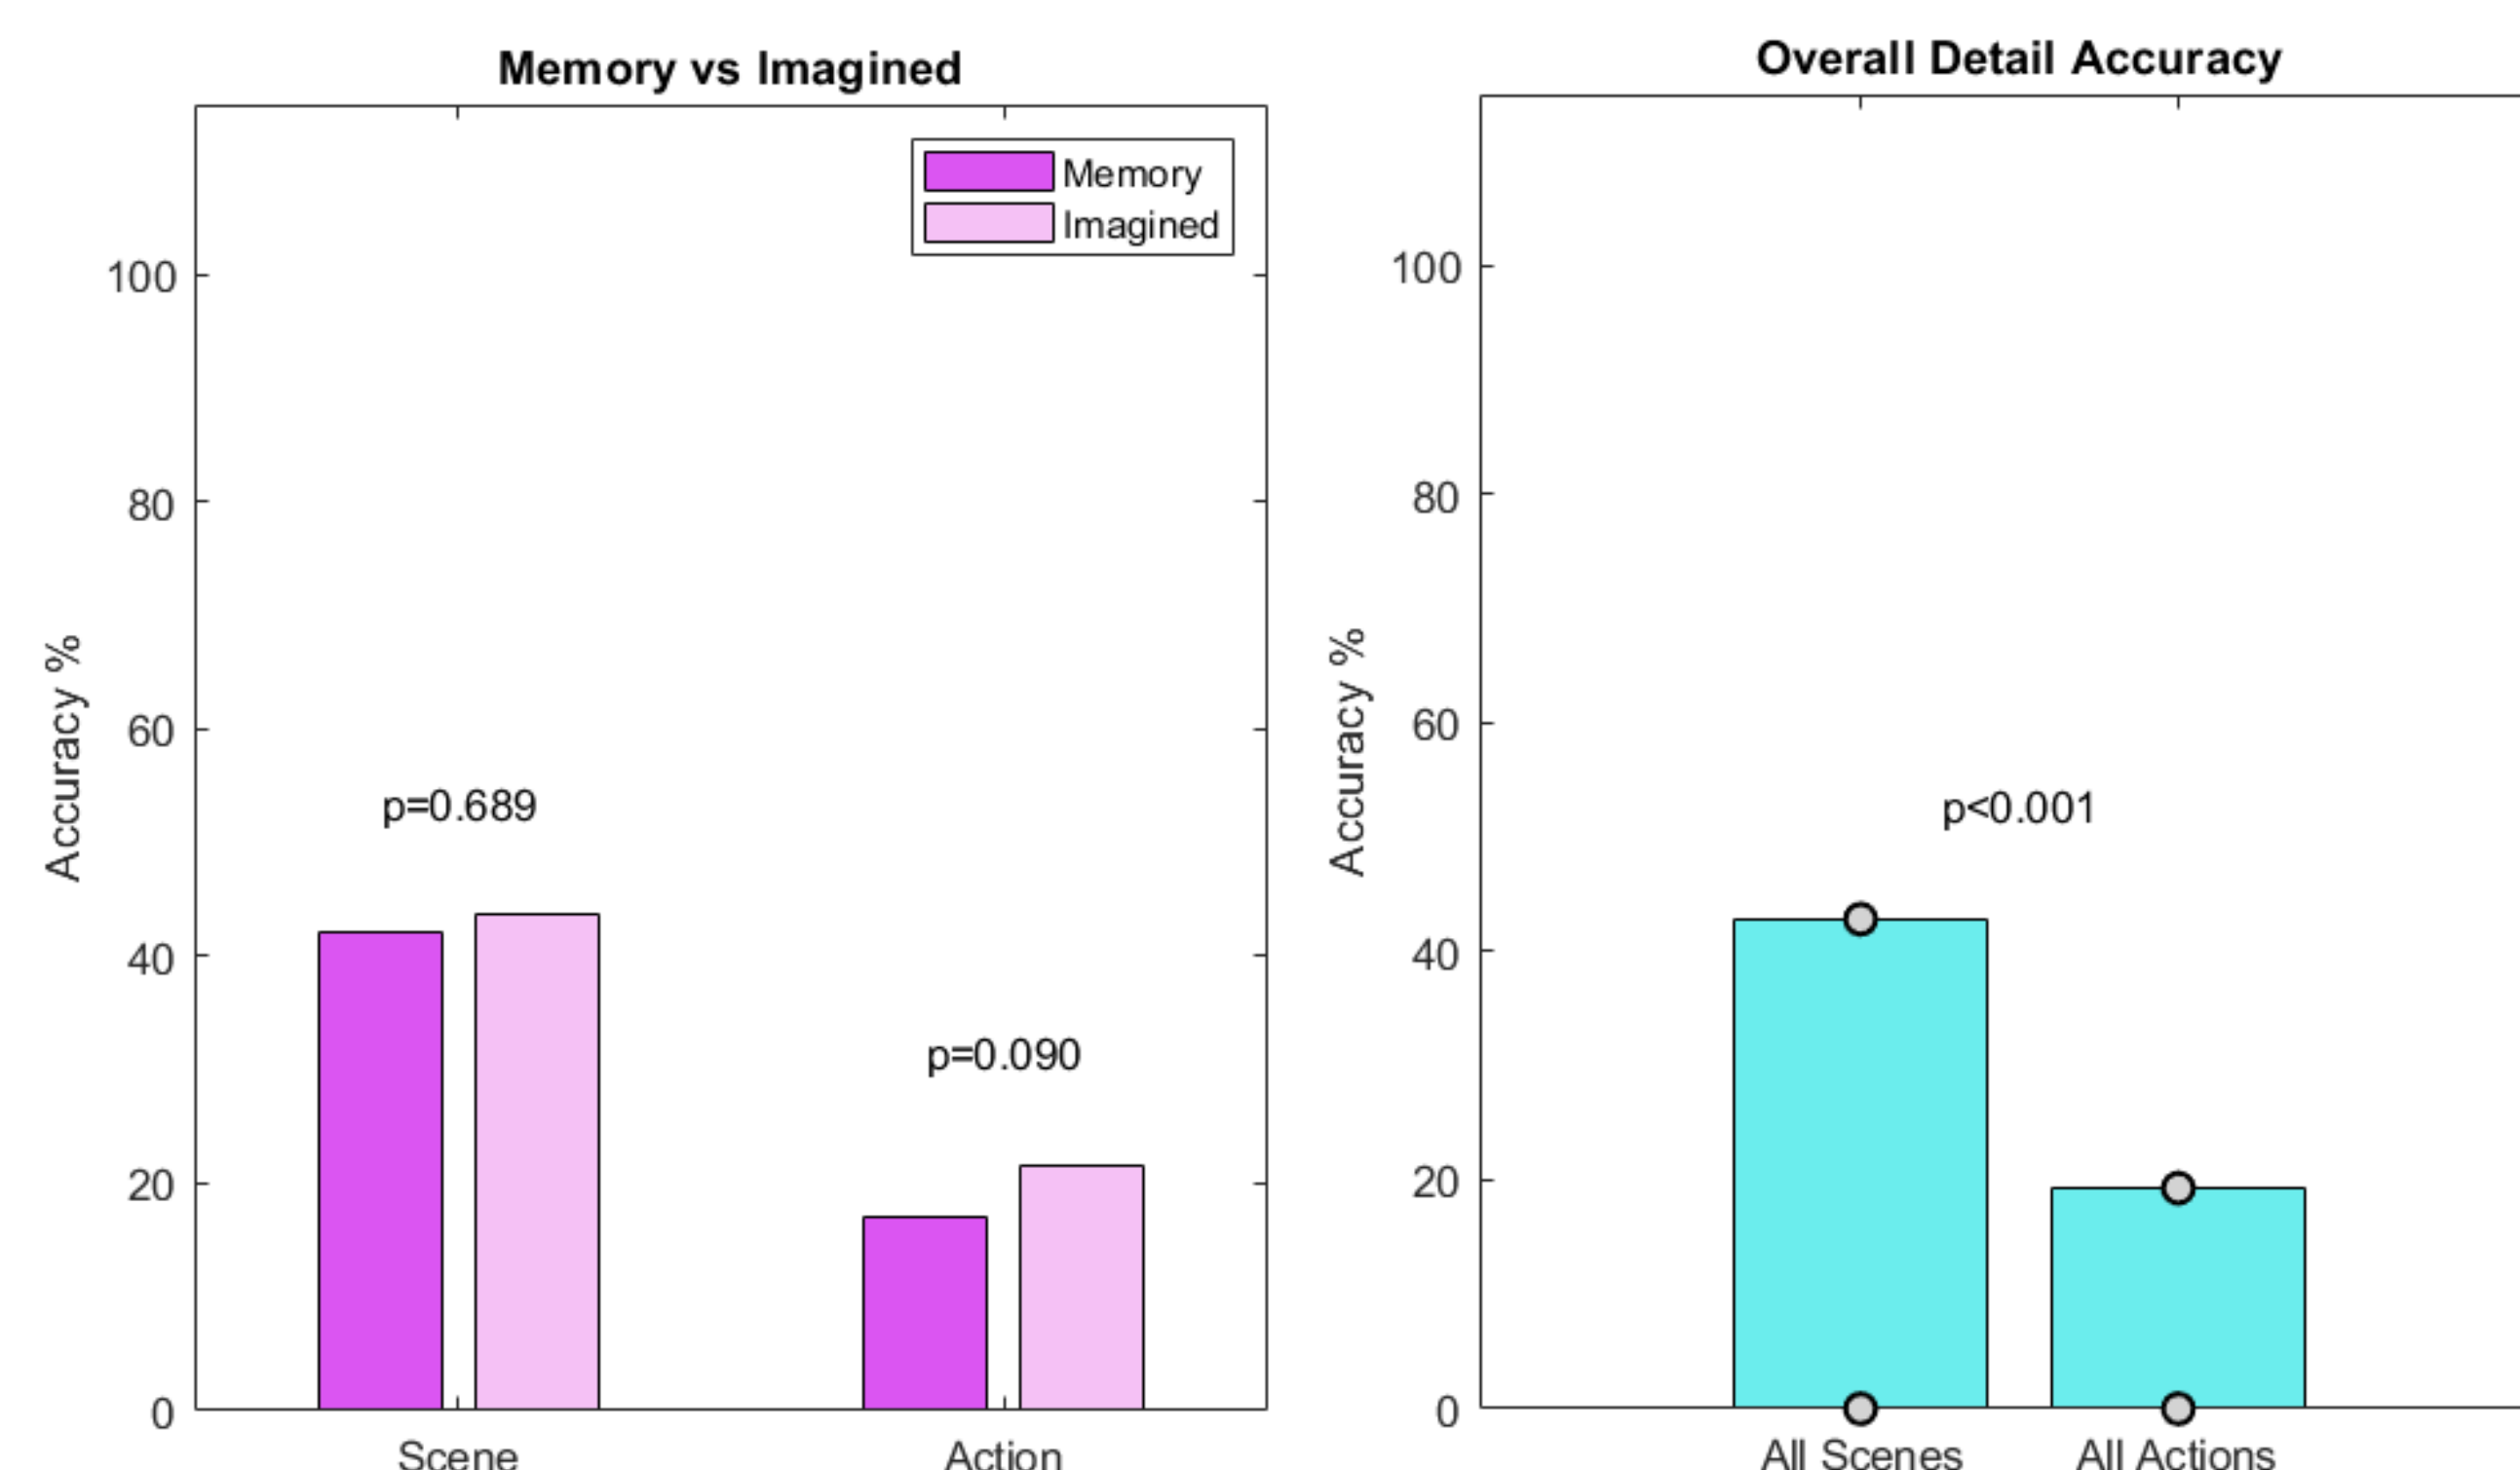 Memory vs Imagined
Memory
Imagined
100
80
60
40
20
0
Accuracy %
p=0.689
p=0.090
Scene
Action
Overall Detail Accuracy
100
80
60
40
20
0
Accuracy %
p<0.001
All Scenes
All Actions